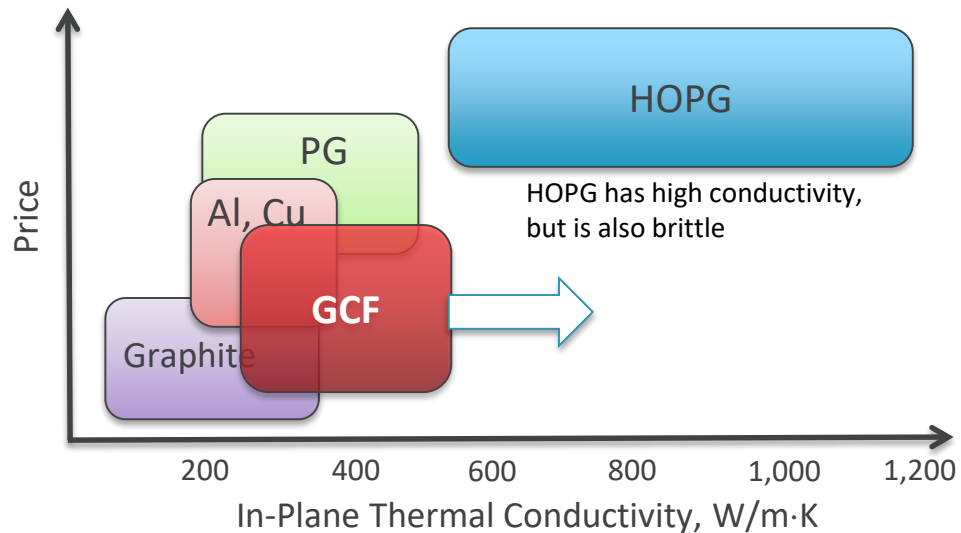 Price
HOPG
PG
HOPG has high conductivity,
but is also brittle
Al, Cu
GCF
Graphite
200 400 600 800 1,000 1,200
In-Plane Thermal Conductivity, W/m·K